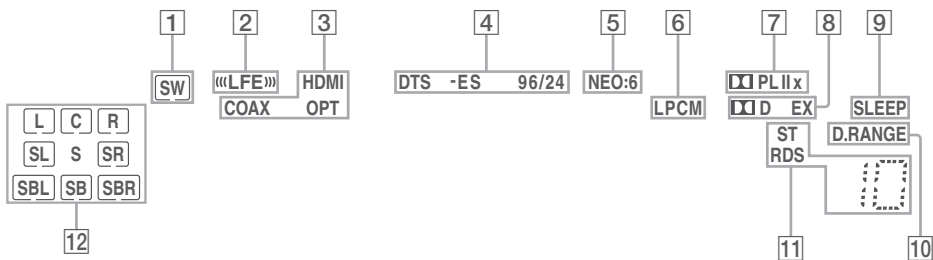 1 2 3 4 5 6 7 8 9
SW (((LFE))) HDMI DTS -ES 96/24 NEO:6 PL II x
COAX OPT LPCM D EX SLEEP
L C R ST D.RANGE
SL S SR RDS
SBL SB SBR 10
12 11 10